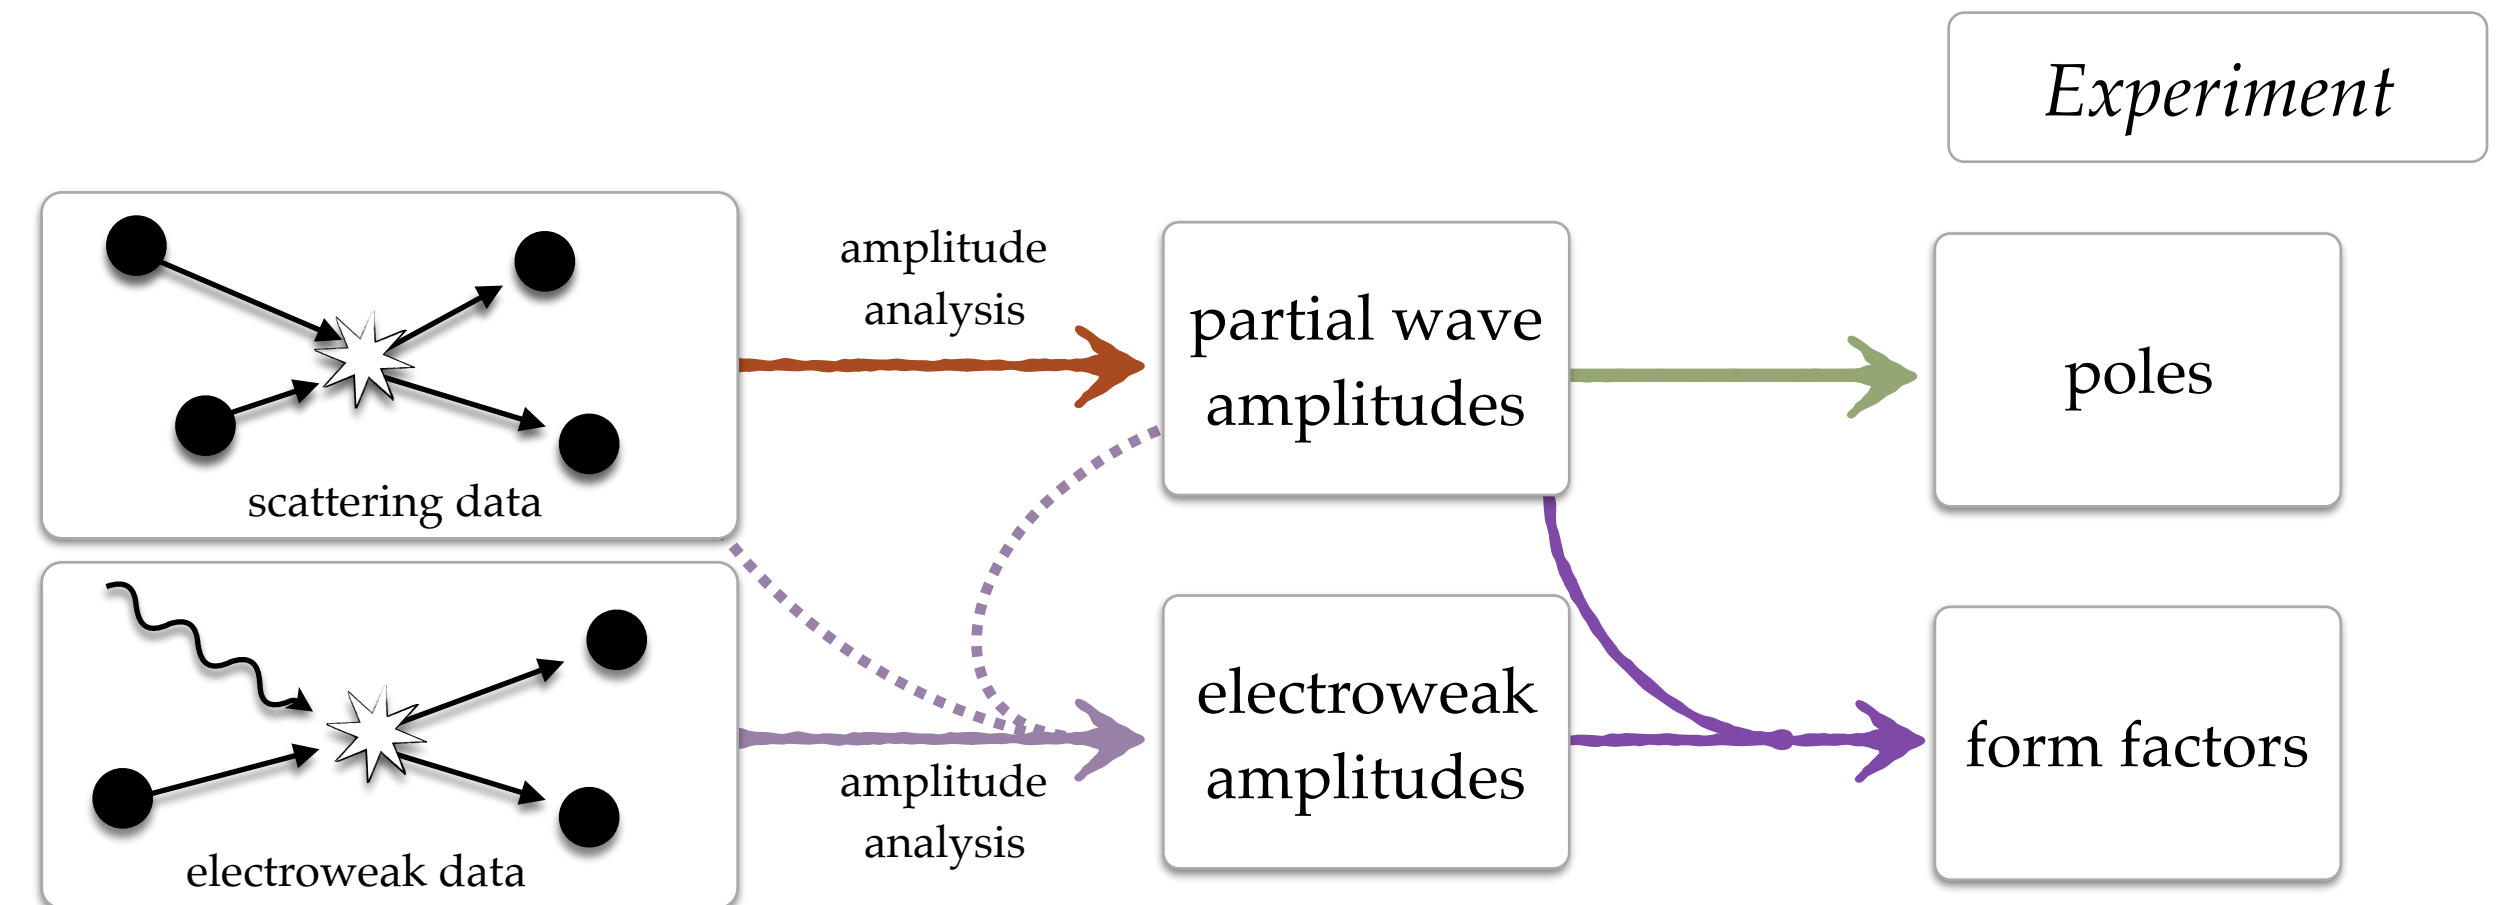 Experiment
scattering data
amplitude
analysis
partial wave
amplitudes
poles
electroweak data
amplitude
analysis
electroweak
amplitudes
form factors